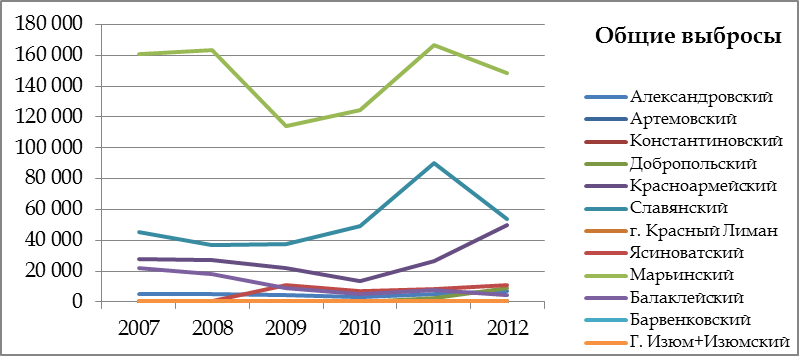 Общие выбросы
180 000
160 000
140 000
120 000
100 000
80 000
60 000
40 000
20 000
0
2007 2008 2009 2010 2011 2012
Александровский
Артемовский
Константиновский
Добропольский
Красноармейский
Славянский
г. Красный Лиман
Ясиноватский
Марьинский
Балаклейский
Барвенковский
Г. Изюм+Изюмский